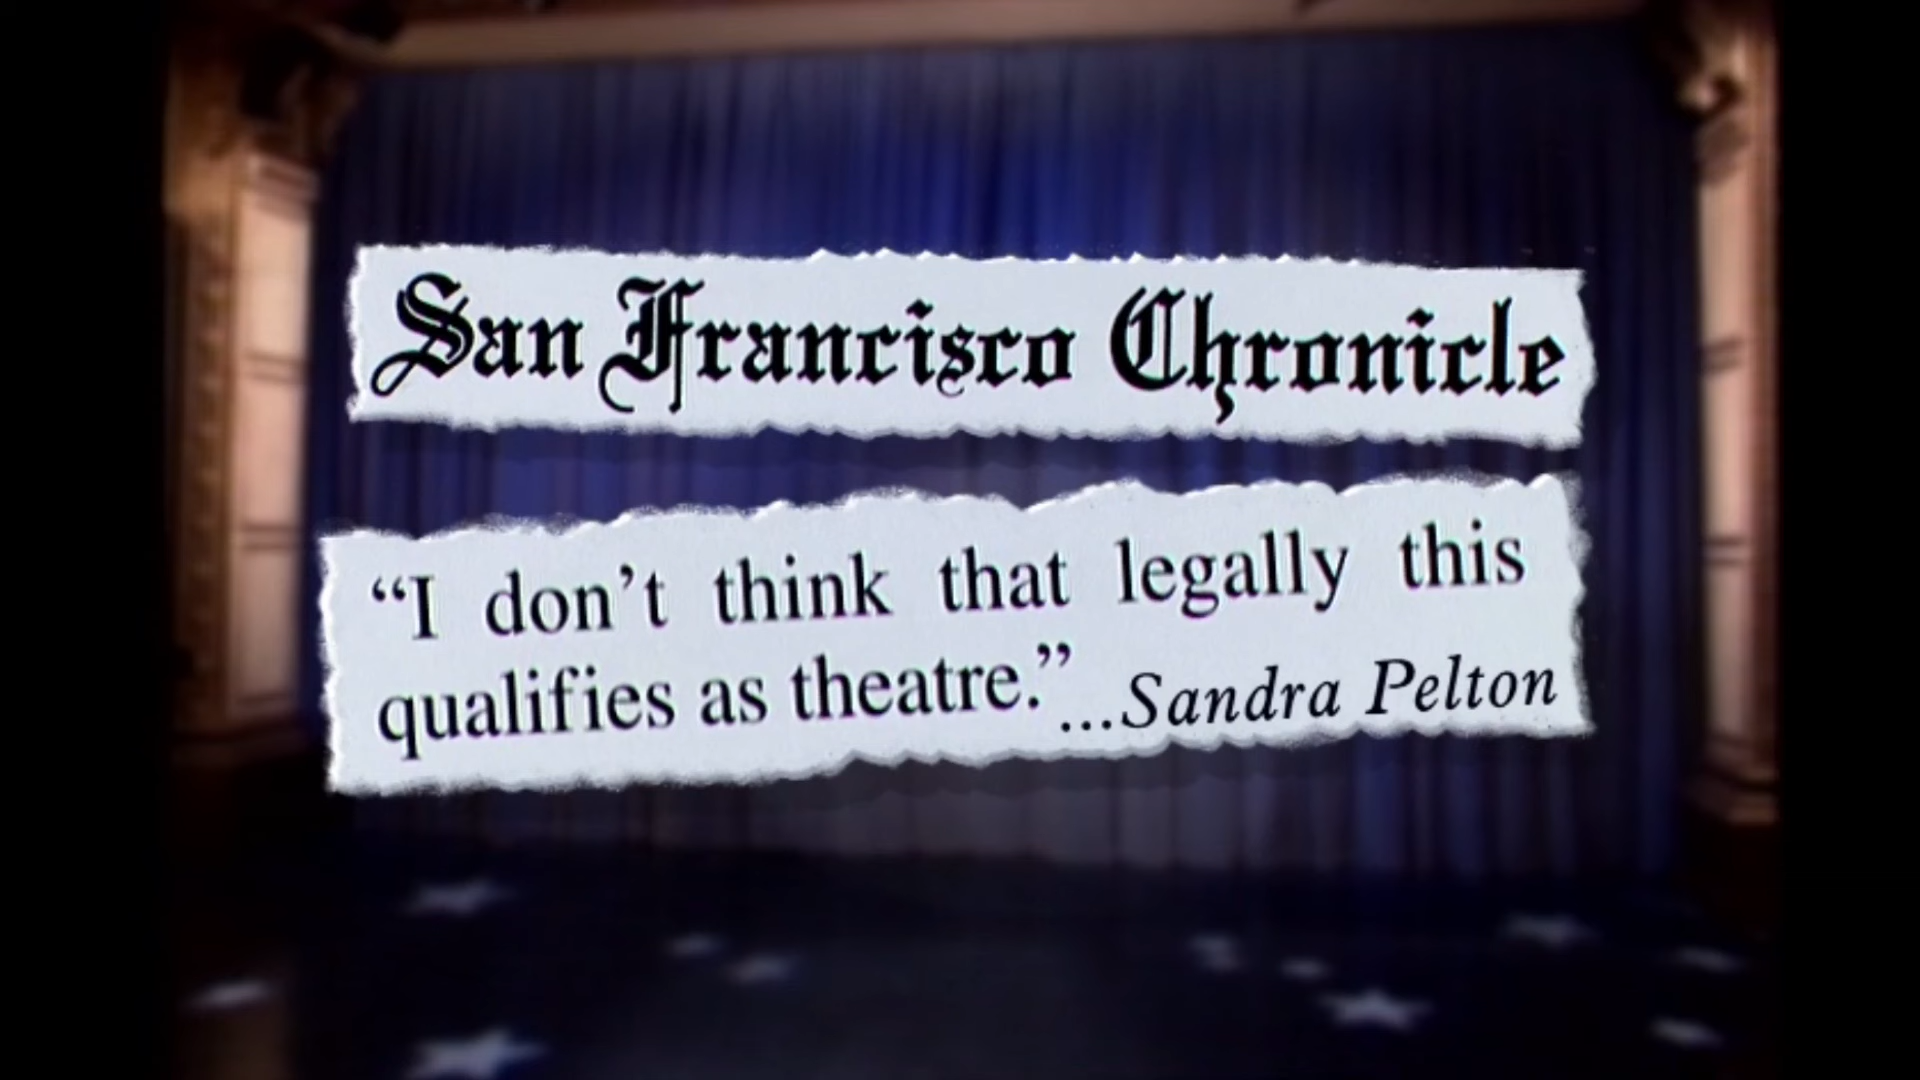 San Francisco Chronicle
“I don’t think that legally this
qualifies as theatre.”
...Sandra Pelton